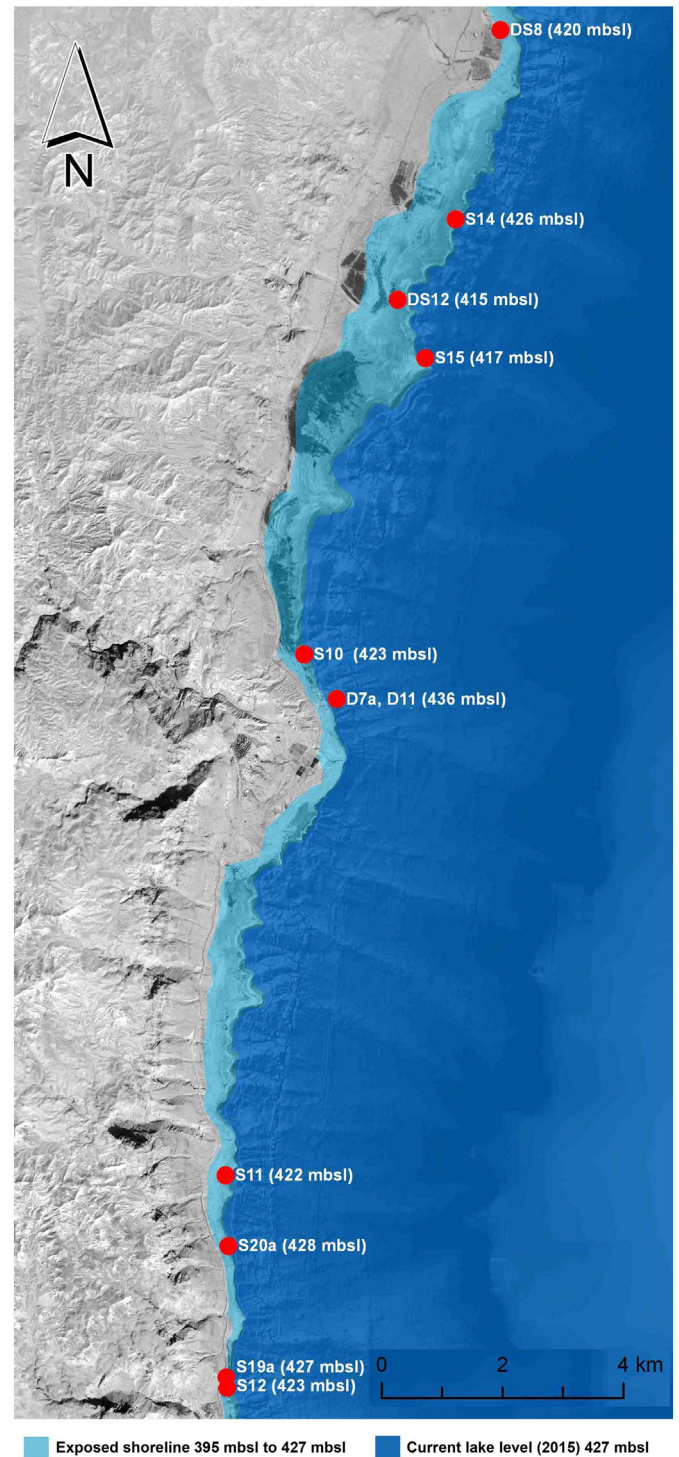 DS8 (420 mbsl)
N
S14 (426 mbsl)
DS12 (415 mbsl)
S15 (417 mbsl)
S10 (423 mbsl)
D7a, D11 (436 mbsl)
S11 (422 mbsl)
S20a (428 mbsl)
S19a (427 mbsl)
S12 (423 mbsl)
0 2 4 km
Exposed shoreline 395 mbsl to 427 mbsl
Current lake level (2015) 427 mbsl